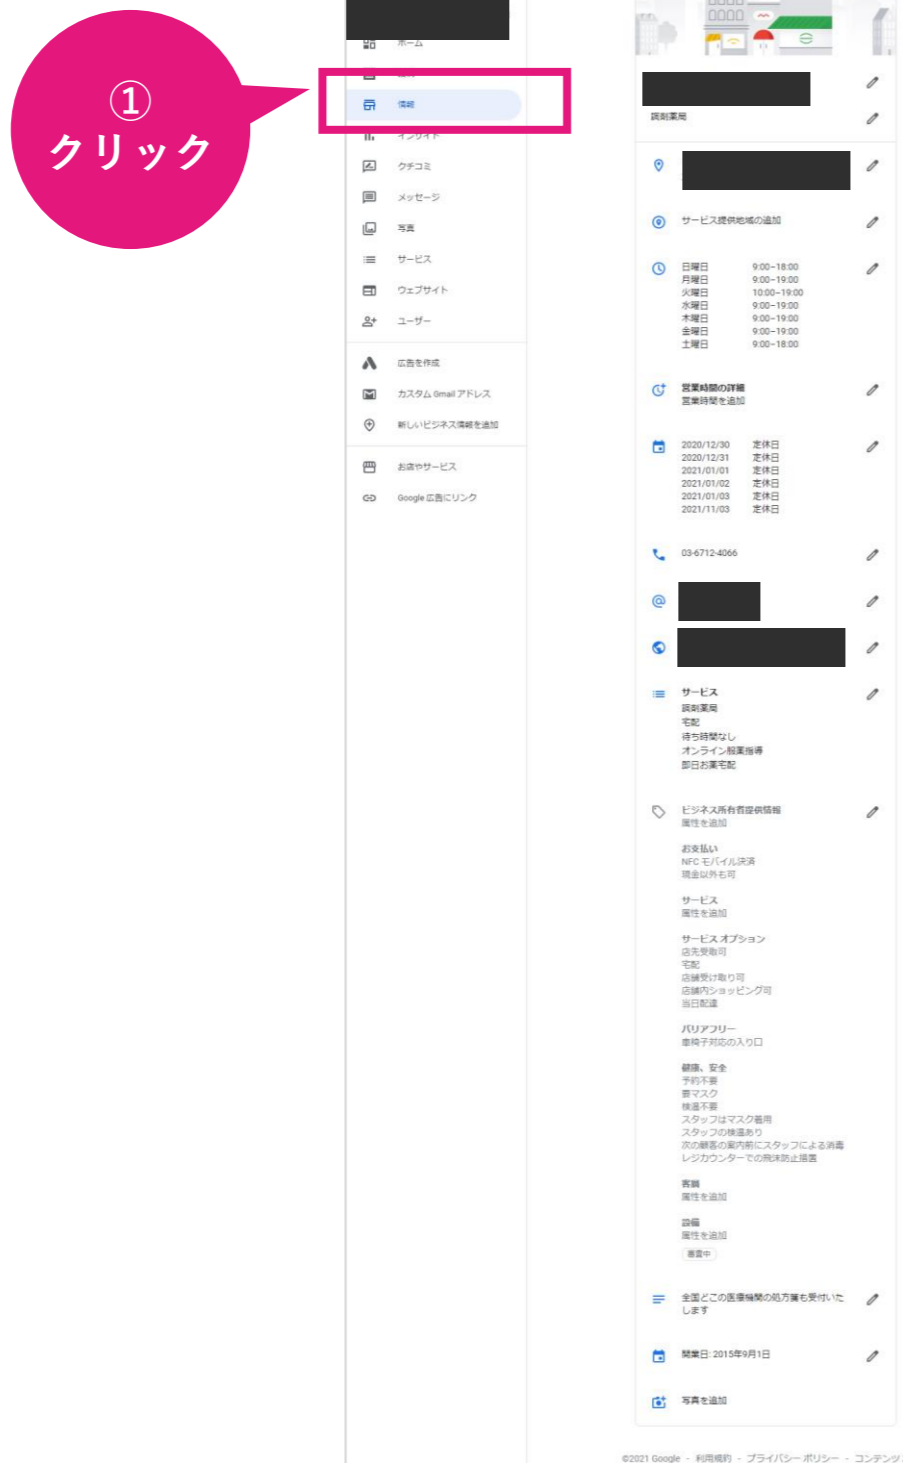 ①
クリック
ホーム
情報
インサイト
クチコミ
メッセージ
写真
サービス
ウェブサイト
ユーザー
広告を作成
カスタム Gmail アドレス
新しいビジネス情報を追加
お店やサービス
Google 広告にリンク
調剤薬局
サービス提供地域の追加
日曜日 9:00~18:00
月曜日 9:00~19:00
火曜日 10:00~19:00
水曜日 9:00~19:00
木曜日 9:00~19:00
金曜日 9:00~19:00
土曜日 9:00~18:00
営業時間の詳細
営業時間を追加
2020/12/30 定休日
2020/12/31 定休日
2021/01/01 定休日
2021/01/02 定休日
2021/01/03 定休日
2021/11/03 定休日
03-6712-4066
サービス
調剤薬局
宅配
待ち時間なし
オンライン服薬指導
即日お薬宅配
ビジネス所有者提供情報
属性を追加
お支払い
NFC モバイル決済
現金以外も可
サービス
属性を追加
サービス オプション
店先受取可
宅配
店舗受け取り可
店舗内ショッピング可
当日配達
バリアフリー
車椅子対応の入り口
健康、安全
予約不要
要マスク
検温不要
スタッフはマスク着用
スタッフの検温あり
次の顧客の案内前にスタッフによる消毒
レジカウンターでの飛沫防止措置
客層
属性を追加
設備
属性を追加
審査中
全国どこの医療機関の処方箋も受付いた
します
開業日: 2015年9月1日
写真を追加
©2021 Google - 利用規約 - プライバシー ポリシー - コンテンツ